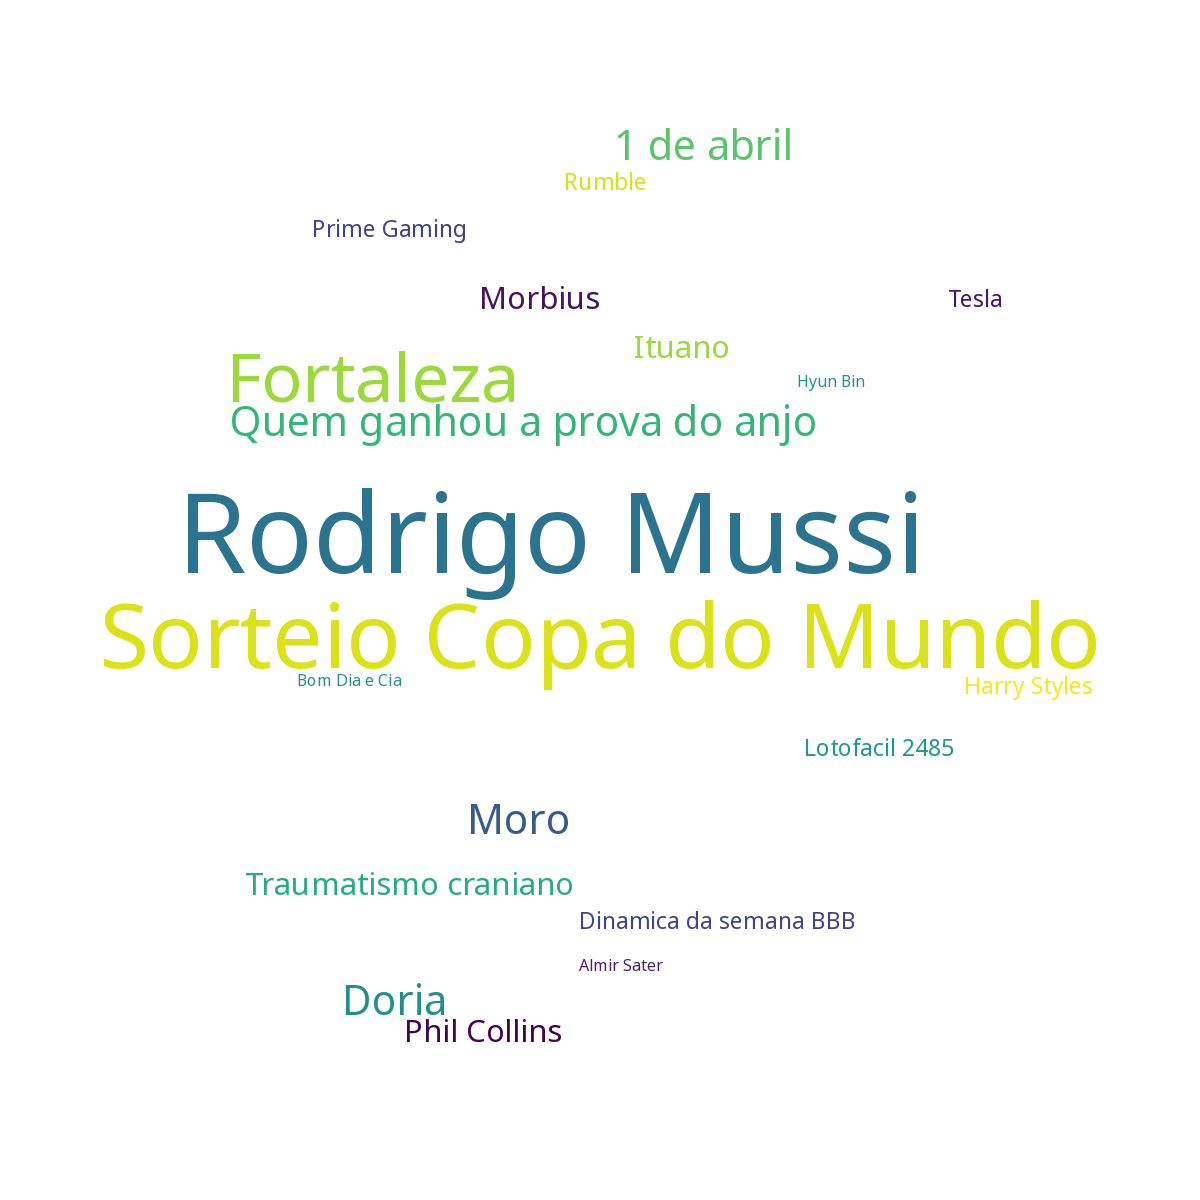 1 de abril
Rumble
Prime Gaming
Morbius
Tesla
Ituano
Fortaleza
Hyun Bin
Quem ganhou a prova do anjo
Rodrigo Mussi
Sorteio Copa do Mundo
Bom Dia e Cia
Harry Styles
Lotofacil 2485
Moro
Traumatismo craniano
Dinamica da semana BBB
Almir Sater
Doria
Phil Collins